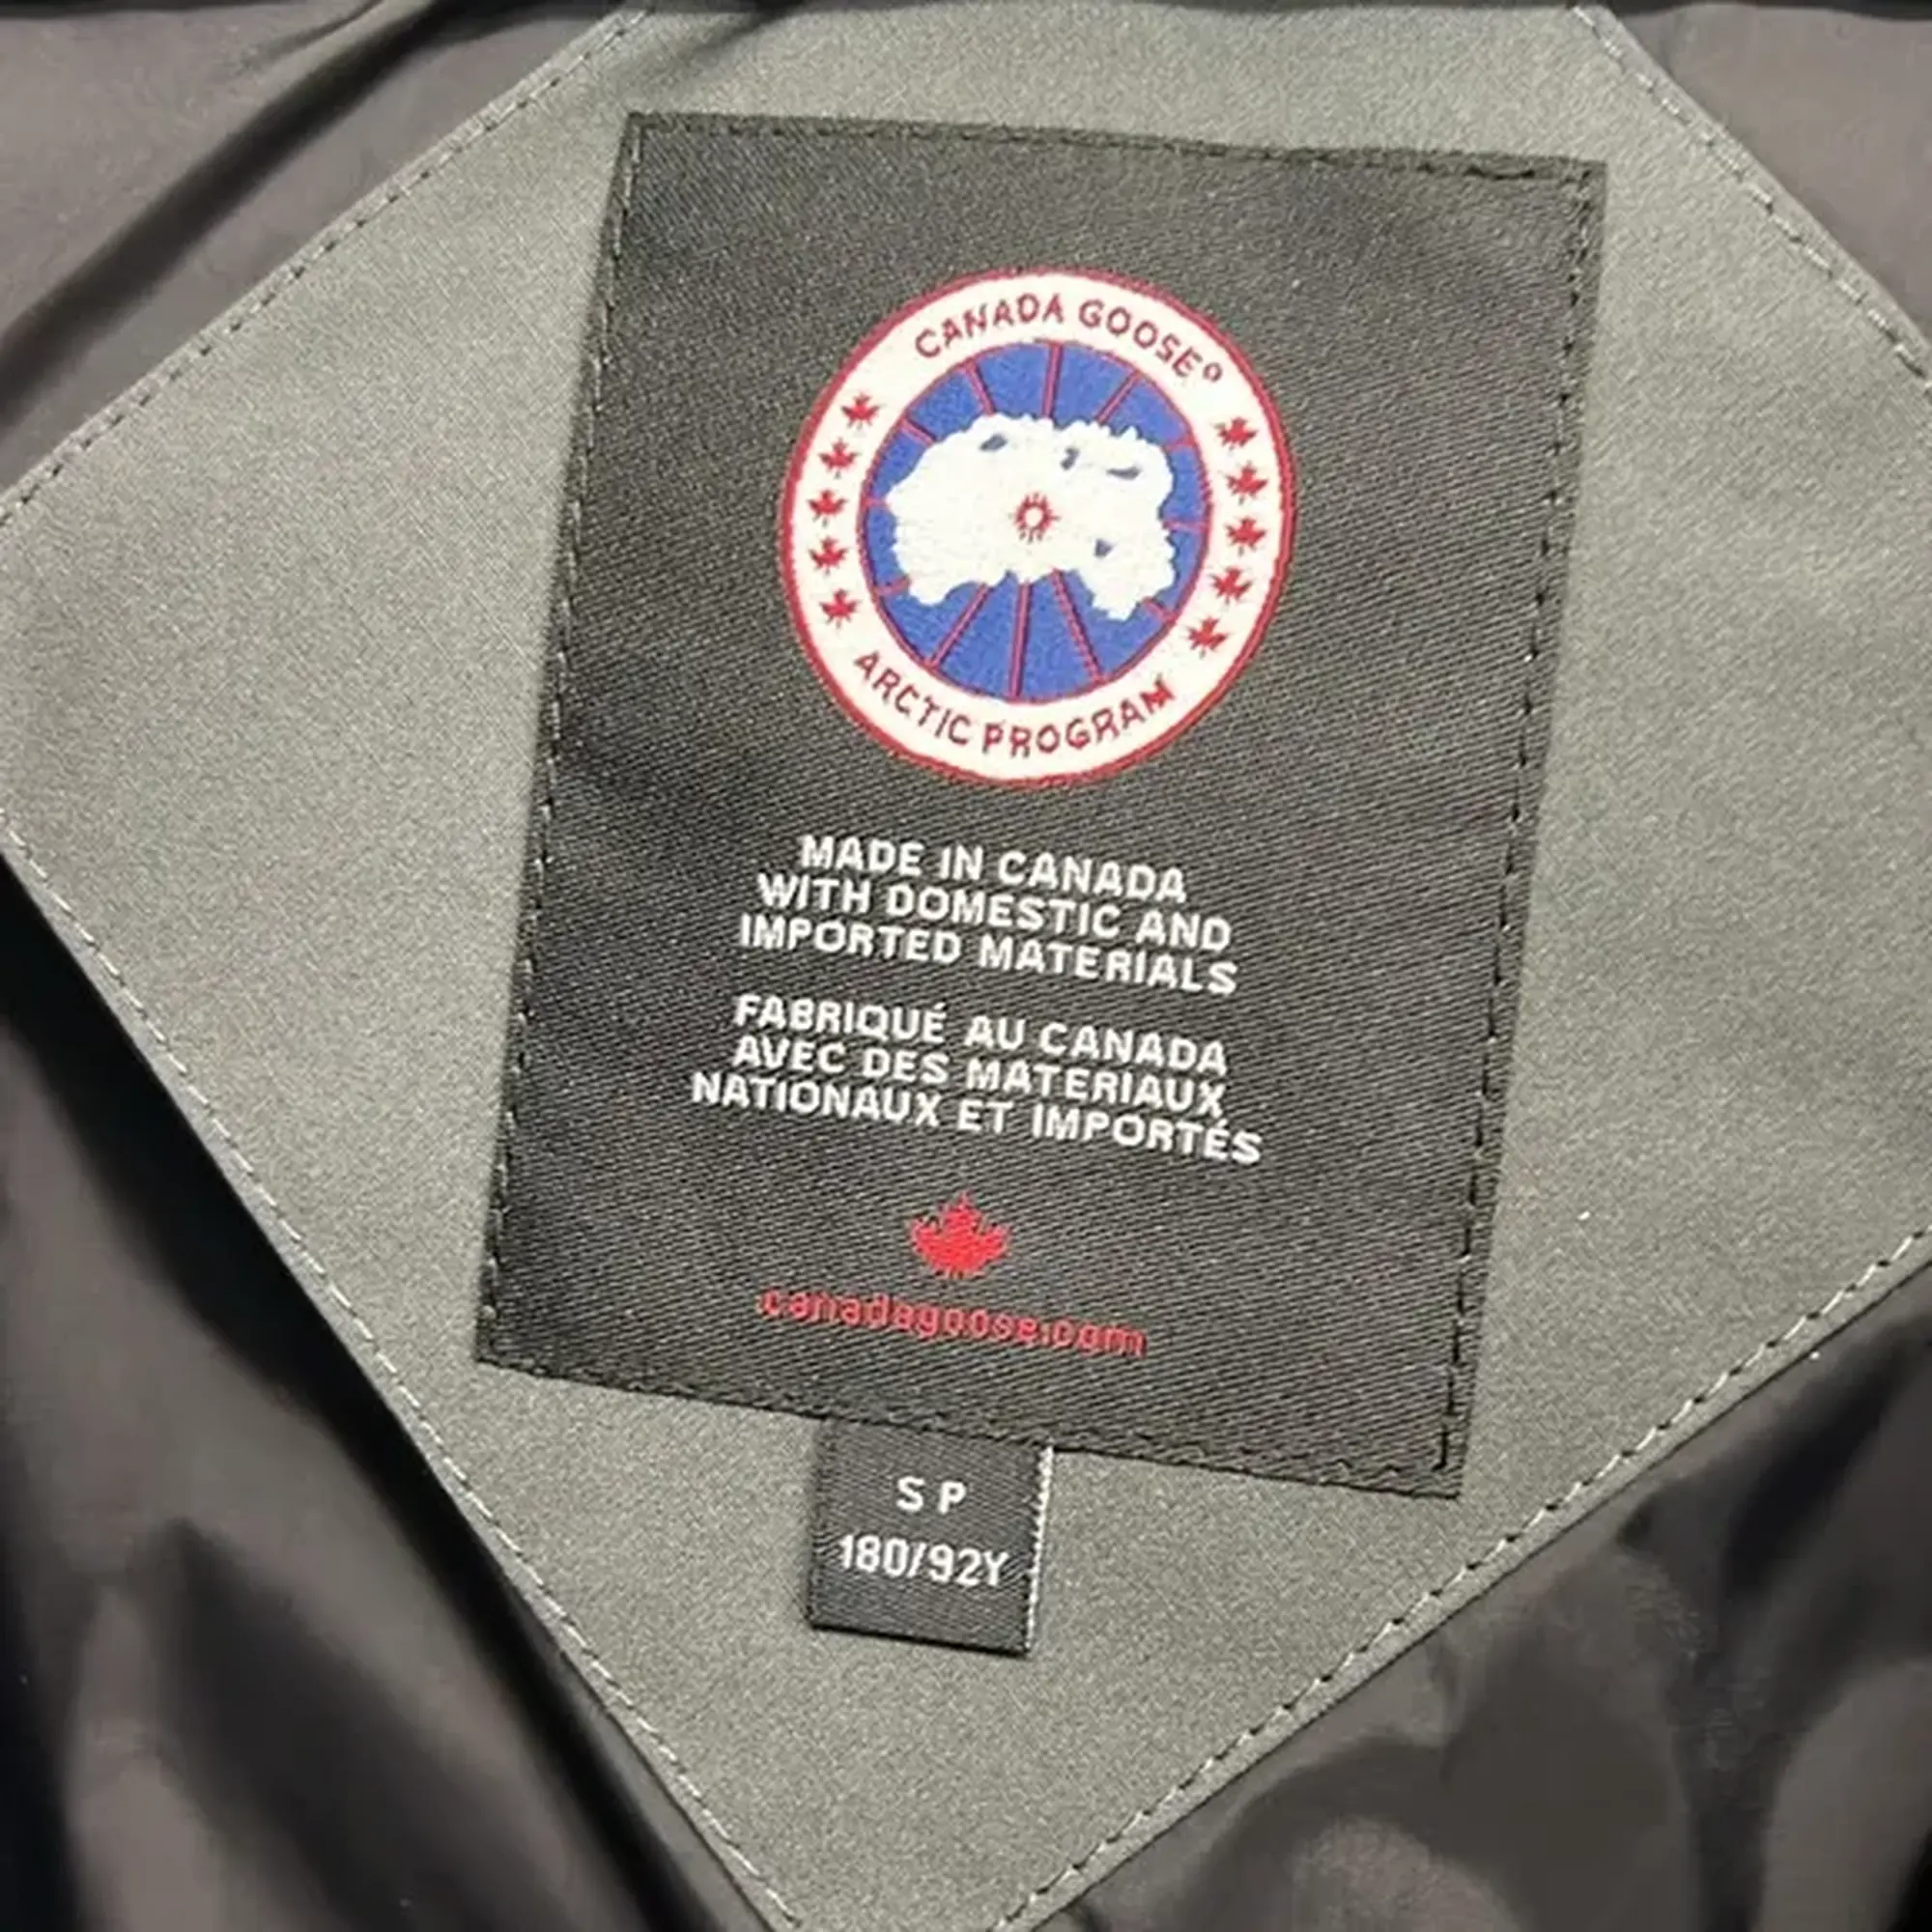 CANADA GOOSE®
ARCTIC PROGRAM
MADE IN CANADA
WITH DOMESTIC AND
IMPORTED MATERIALS
FABRIQUÉ AU CANADA
AVEC DES MATERIAUX
NATIONAUX ET IMPORTÉS
canadagoose.com
S P
180/92Y